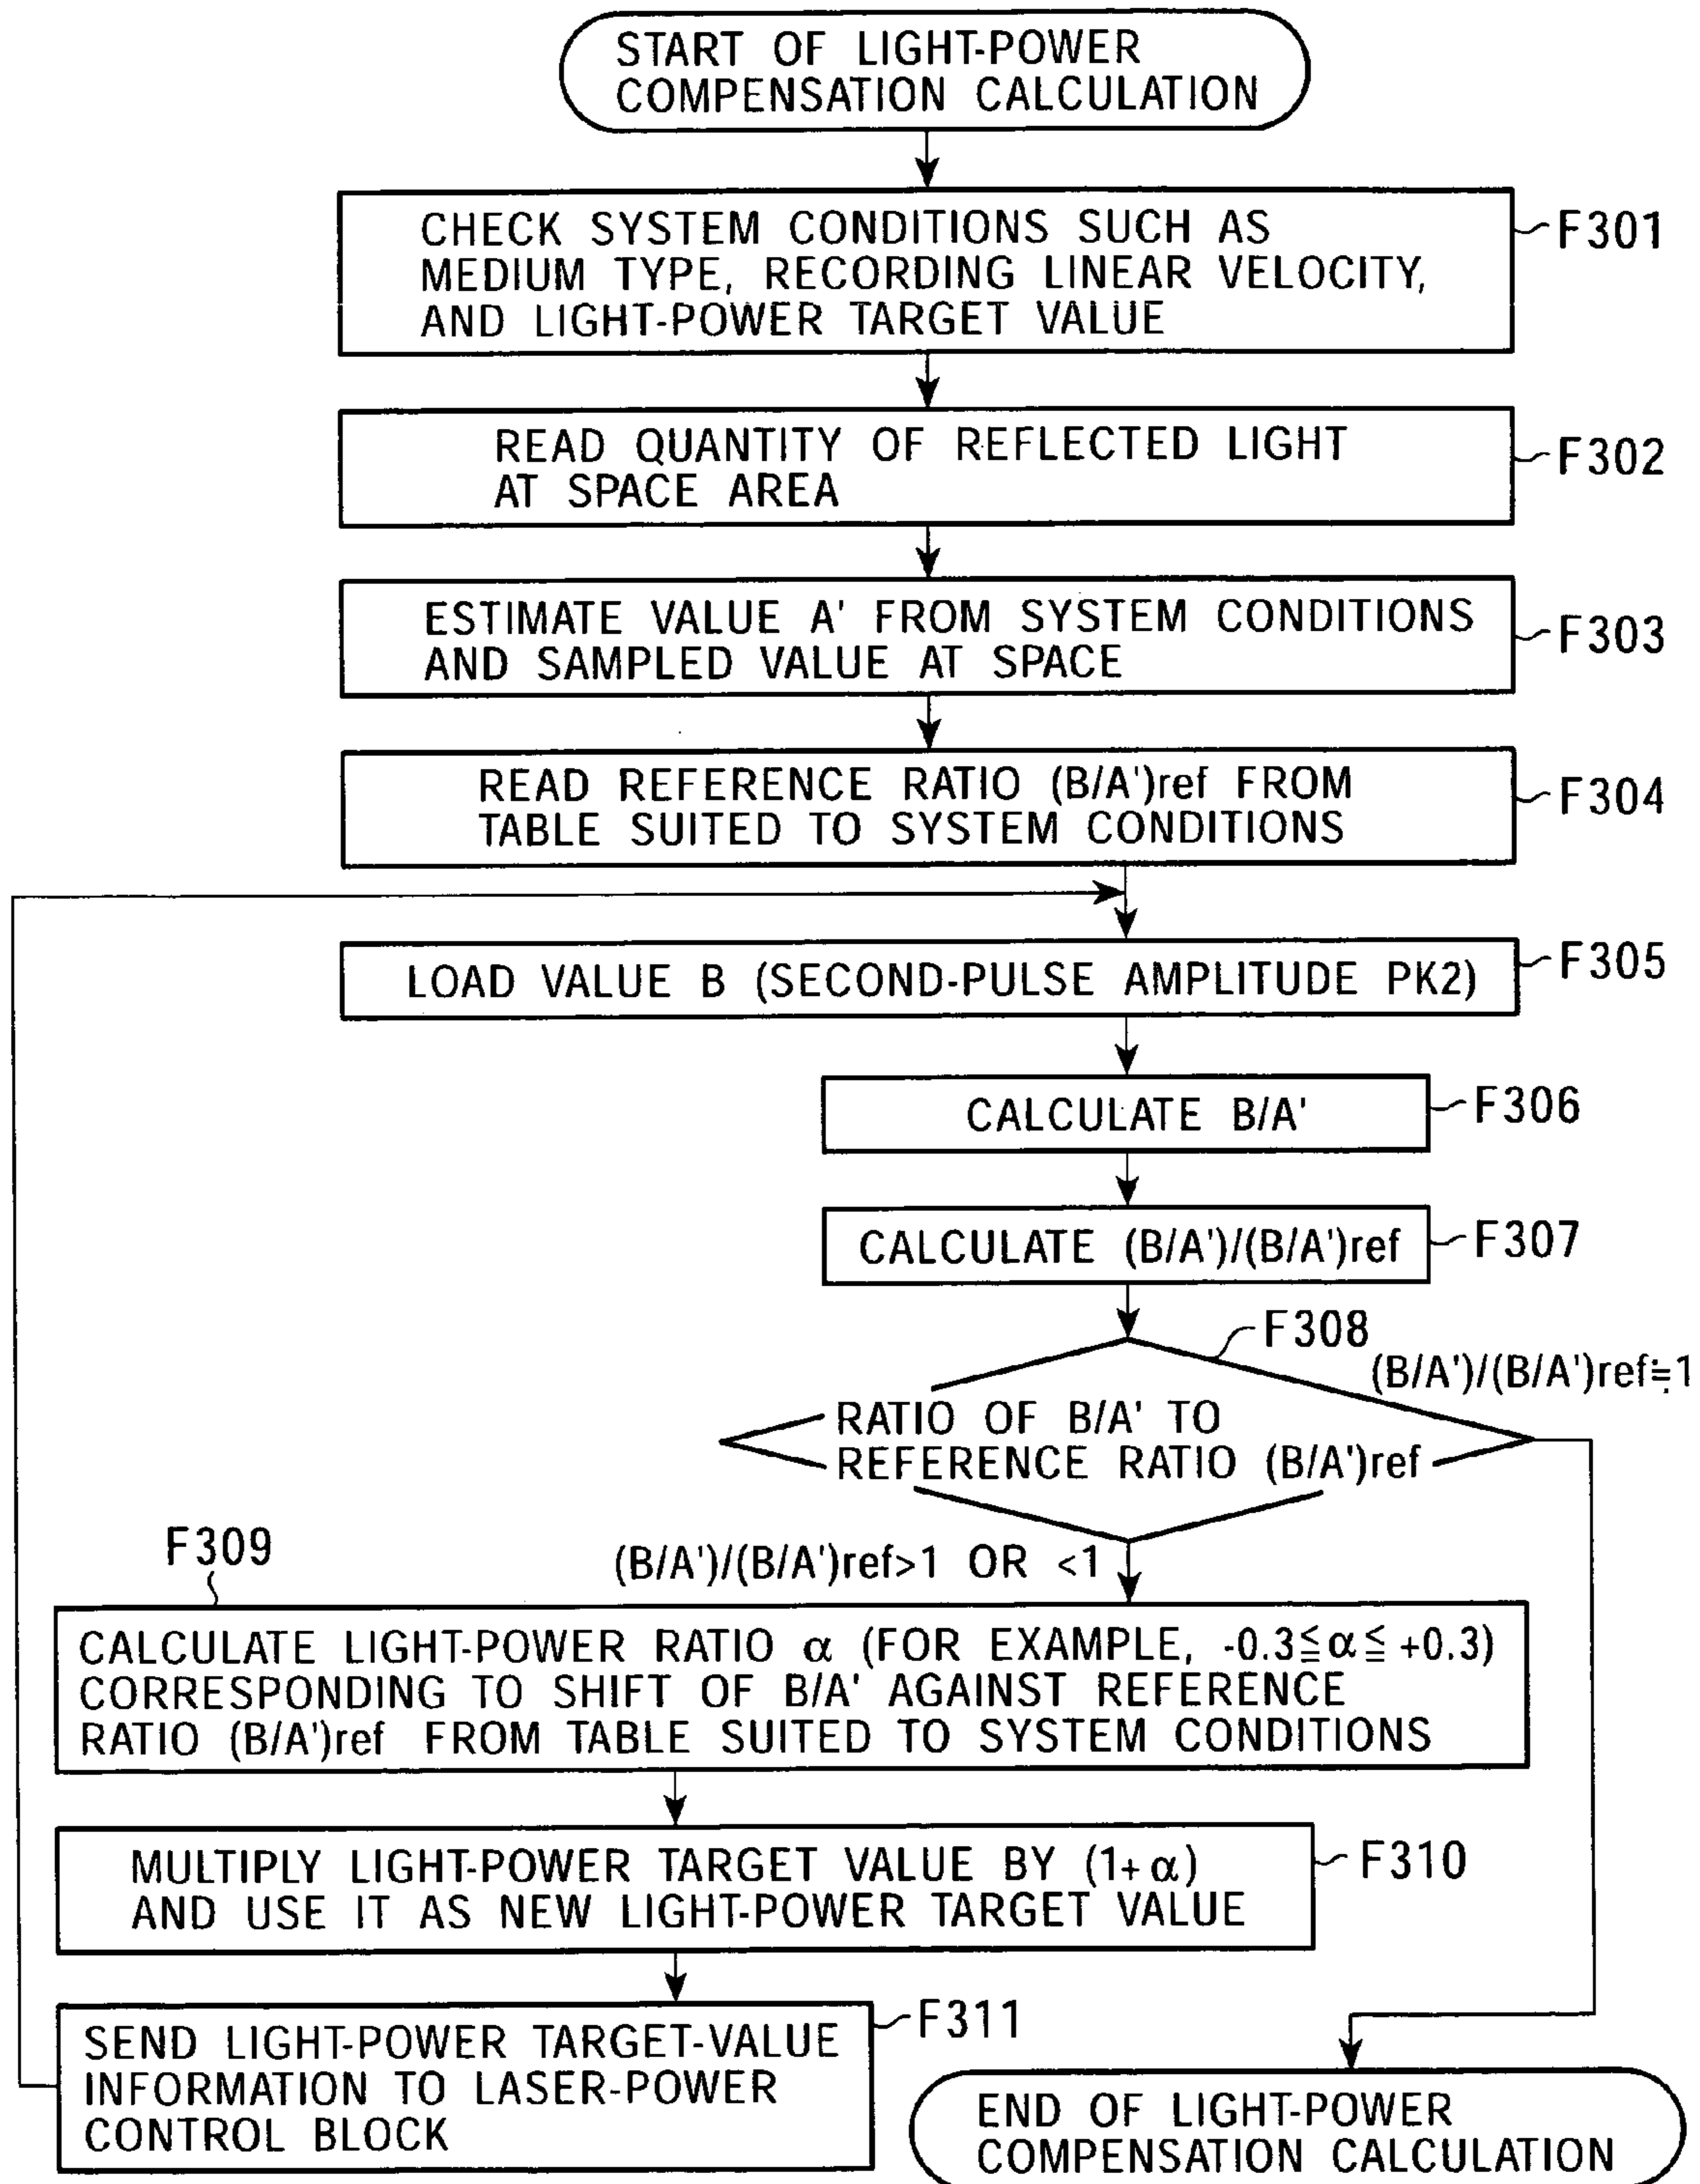 START OF LIGHT-POWER
COMPENSATION CALCULATION
CHECK SYSTEM CONDITIONS SUCH AS
MEDIUM TYPE, RECORDING LINEAR VELOCITY,
AND LIGHT-POWER TARGET VALUE
F301
READ QUANTITY OF REFLECTED LIGHT
AT SPACE AREA
F302
ESTIMATE VALUE A' FROM SYSTEM CONDITIONS
AND SAMPLED VALUE AT SPACE
F303
READ REFERENCE RATIO (B/A')ref FROM
TABLE SUITED TO SYSTEM CONDITIONS
F304
LOAD VALUE B (SECOND-PULSE AMPLITUDE PK2)
F305
CALCULATE B/A'
F306
CALCULATE (B/A')/(B/A')ref
F307
F308
(B/A')/(B/A')ref≒1
RATIO OF B/A' TO
REFERENCE RATIO (B/A')ref
(B/A')/(B/A')ref>1 OR <1
F309
CALCULATE LIGHT-POWER RATIO α (FOR EXAMPLE, -0.3≦α≦ +0.3)
CORRESPONDING TO SHIFT OF B/A' AGAINST REFERENCE
RATIO (B/A')ref FROM TABLE SUITED TO SYSTEM CONDITIONS
MULTIPLY LIGHT-POWER TARGET VALUE BY (1+α)
AND USE IT AS NEW LIGHT-POWER TARGET VALUE
F310
SEND LIGHT-POWER TARGET-VALUE
INFORMATION TO LASER-POWER
CONTROL BLOCK
F311
END OF LIGHT-POWER
COMPENSATION CALCULATION